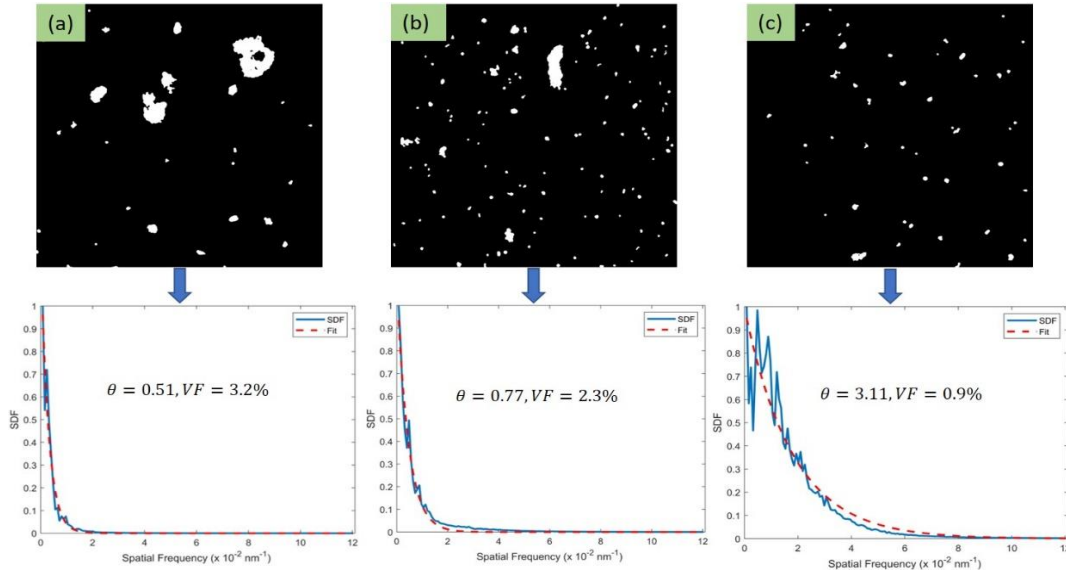 (a)
(b)
(c)
1
0.9
0.8
0.7
0.6
0.5
0.4
0.3
0.2
0.1
0
SDF
SDF
Fit
θ = 0.51, VF = 3.2%
0 2 4 6 8 10 12
Spatial Frequency (x 10⁻² nm⁻¹)
1
0.9
0.8
0.7
0.6
0.5
0.4
0.3
0.2
0.1
0
SDF
SDF
Fit
θ = 0.77, VF = 2.3%
0 2 4 6 8 10 12
Spatial Frequency (x 10⁻² nm⁻¹)
1
0.9
0.8
0.7
0.6
0.5
0.4
0.3
0.2
0.1
0
SDF
SDF
Fit
θ = 3.11, VF = 0.9%
0 2 4 6 8 10 12
Spatial Frequency (x 10⁻² nm⁻¹)